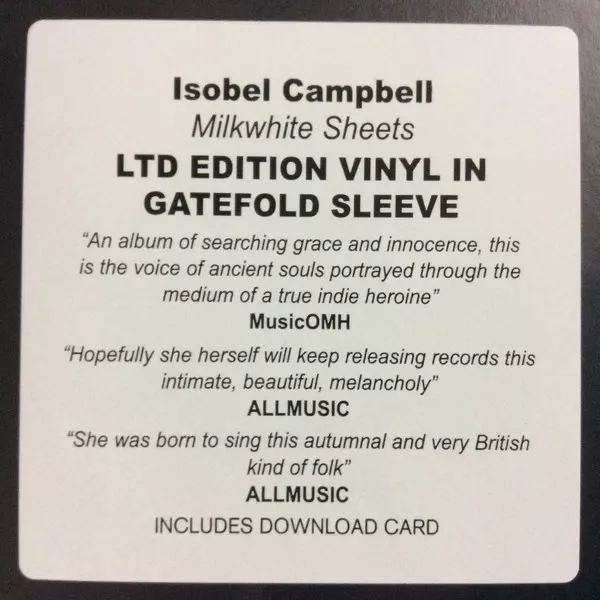 Isobel Campbell
Milkwhite Sheets
LTD EDITION VINYL IN
GATEFOLD SLEEVE
“An album of searching grace and innocence, this
is the voice of ancient souls portrayed through the
medium of a true indie heroine”
MusicOMH
“Hopefully she herself will keep releasing records this
intimate, beautiful, melancholy”
ALLMUSIC
“She was born to sing this autumnal and very British
kind of folk”
ALLMUSIC
INCLUDES DOWNLOAD CARD